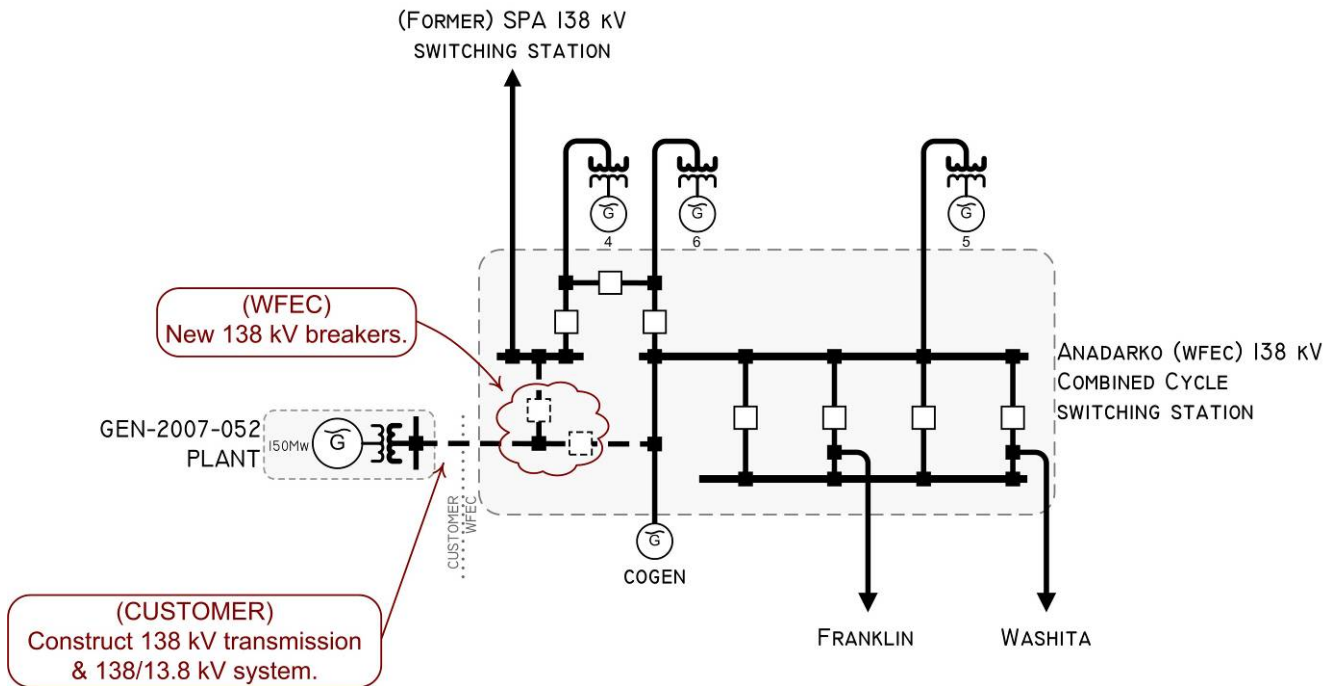 (FORMER) SPA 138 KV
SWITCHING STATION
G
4
G
6
G
5
(WFEC)
New 138 kV breakers.
ANADARKO (WFEC) 138 KV
COMBINED CYCLE
SWITCHING STATION
GEN-2007-052
PLANT
150MW
G
CUSTOMER
WFEC
G
COGEN
(CUSTOMER)
Construct 138 kV transmission
& 138/13.8 kV system.
FRANKLIN
WASHITA